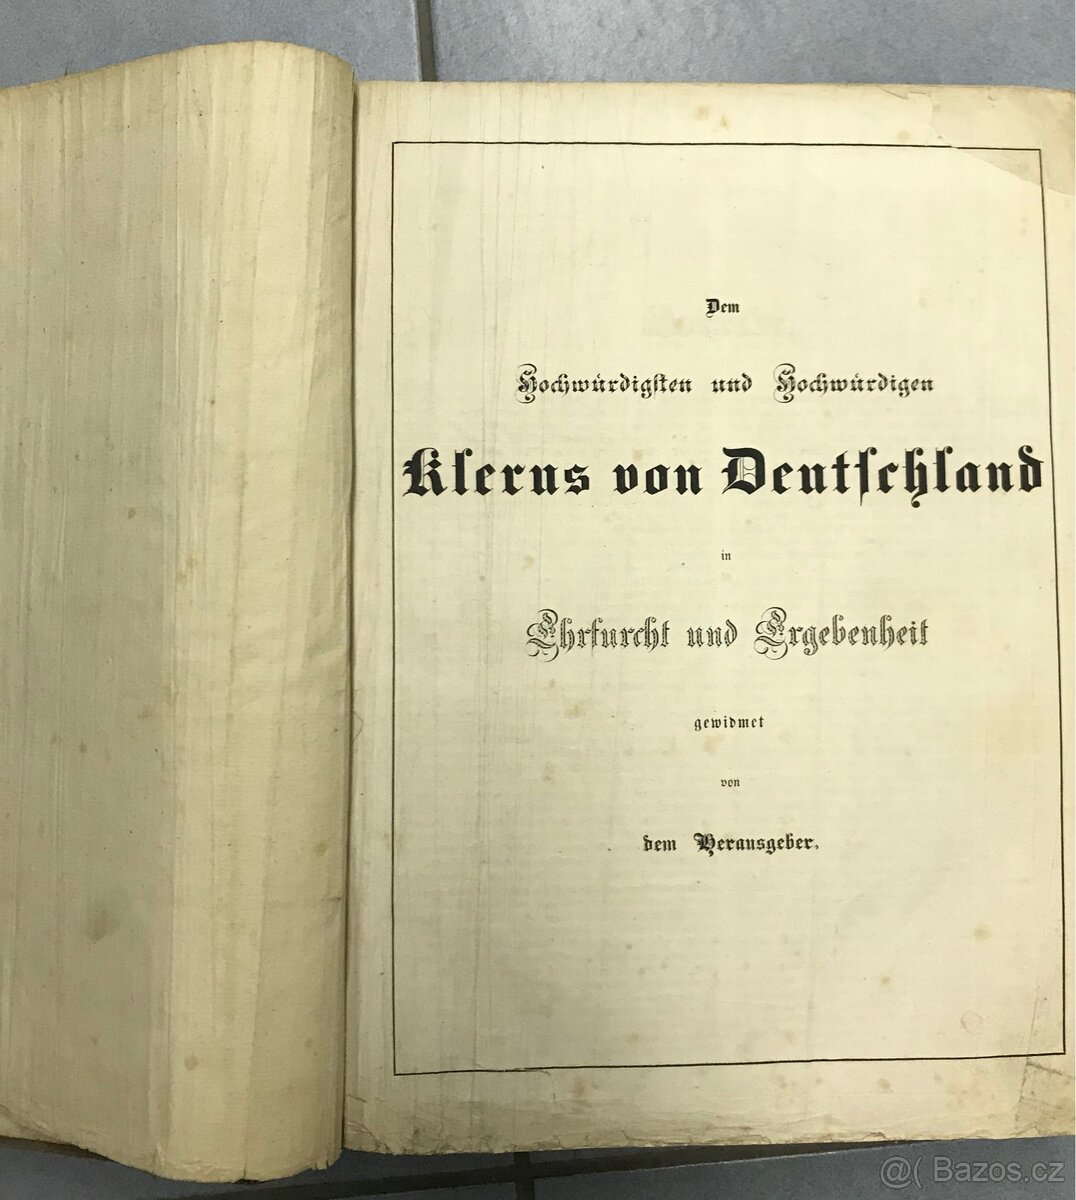 Dem
Hochwürdigsten und Hochwürdigen
Klerus von Deutschland
in
Ehrfurcht und Ergebenheit
gewidmet
von
dem Herausgeber.
@( Bazos.cz